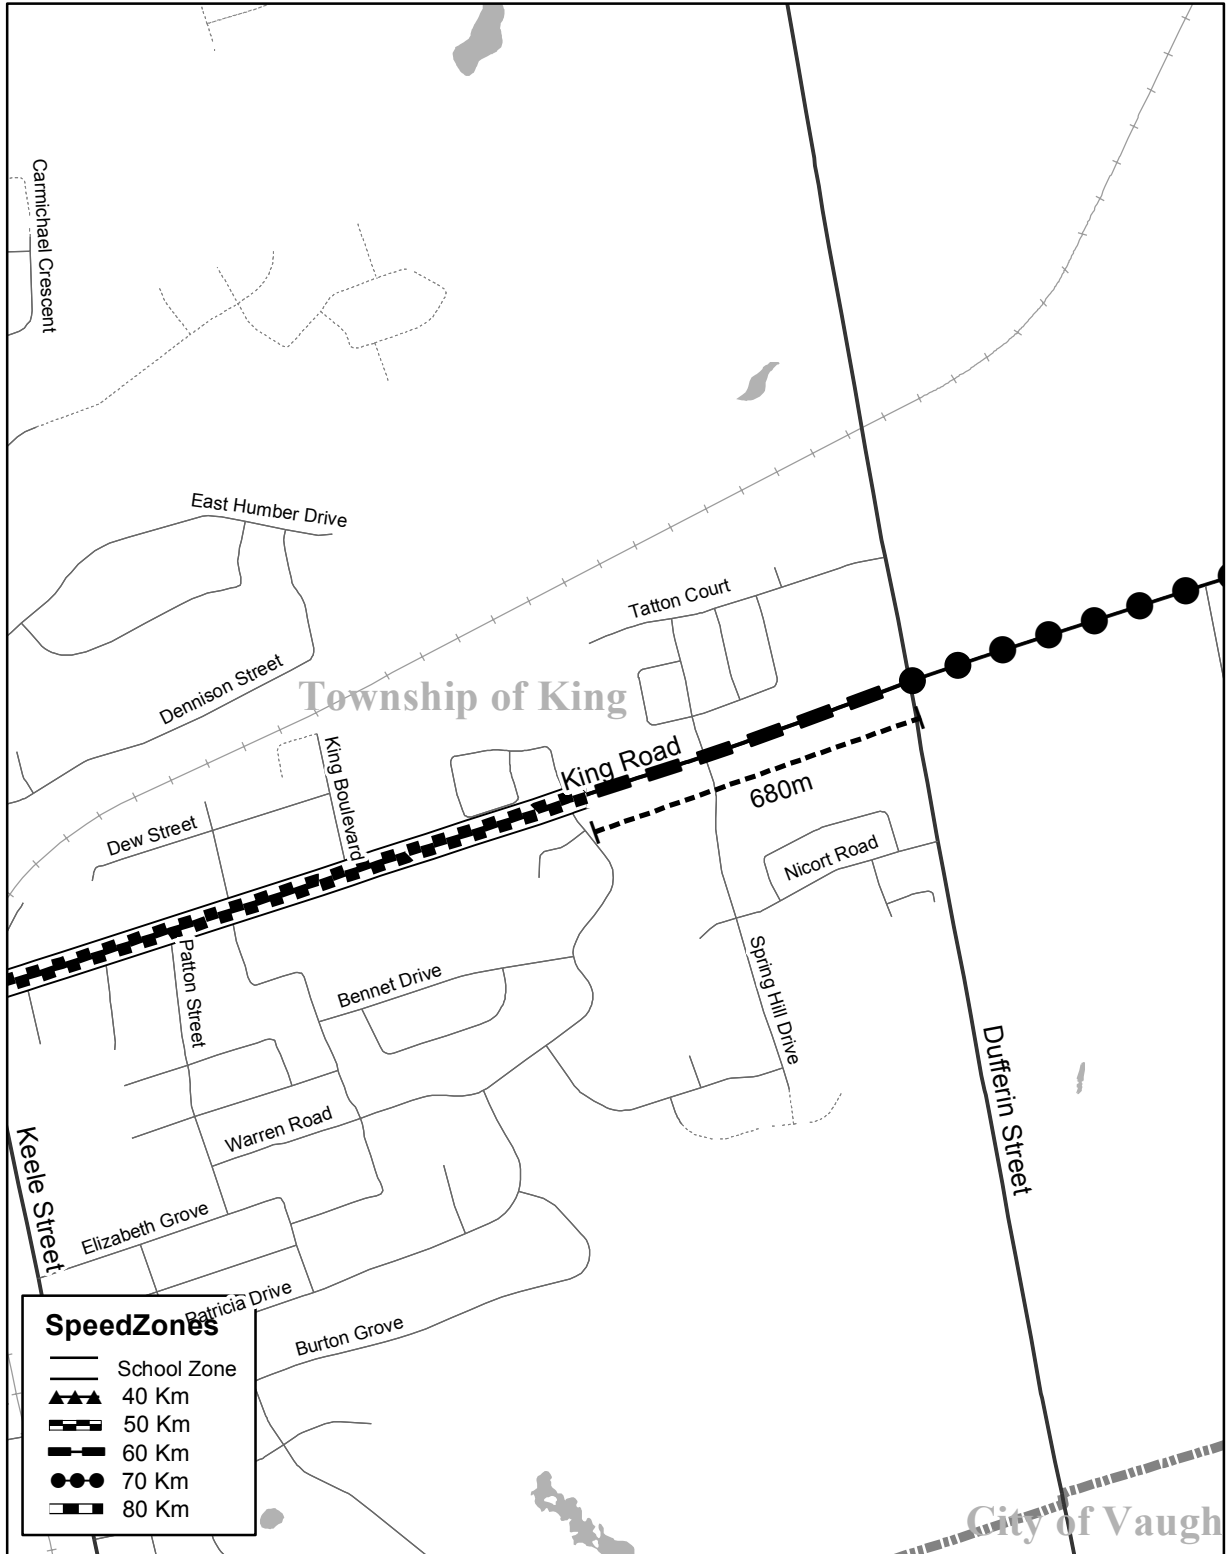 Carmichael Crescent
East Humber Drive
Tatton Court
Dennison Street
Township of King
King Road
King Boulevard
680m
Dew Street
Nicort Road
Patton Street
Bennet Drive
Spring Hill Drive
Dufferin Street
Warren Road
Keele Street
Elizabeth Grove
Patricia Drive
Burton Grove
SpeedZones
School Zone
40 Km
50 Km
60 Km
70 Km
80 Km
City of Vaugh